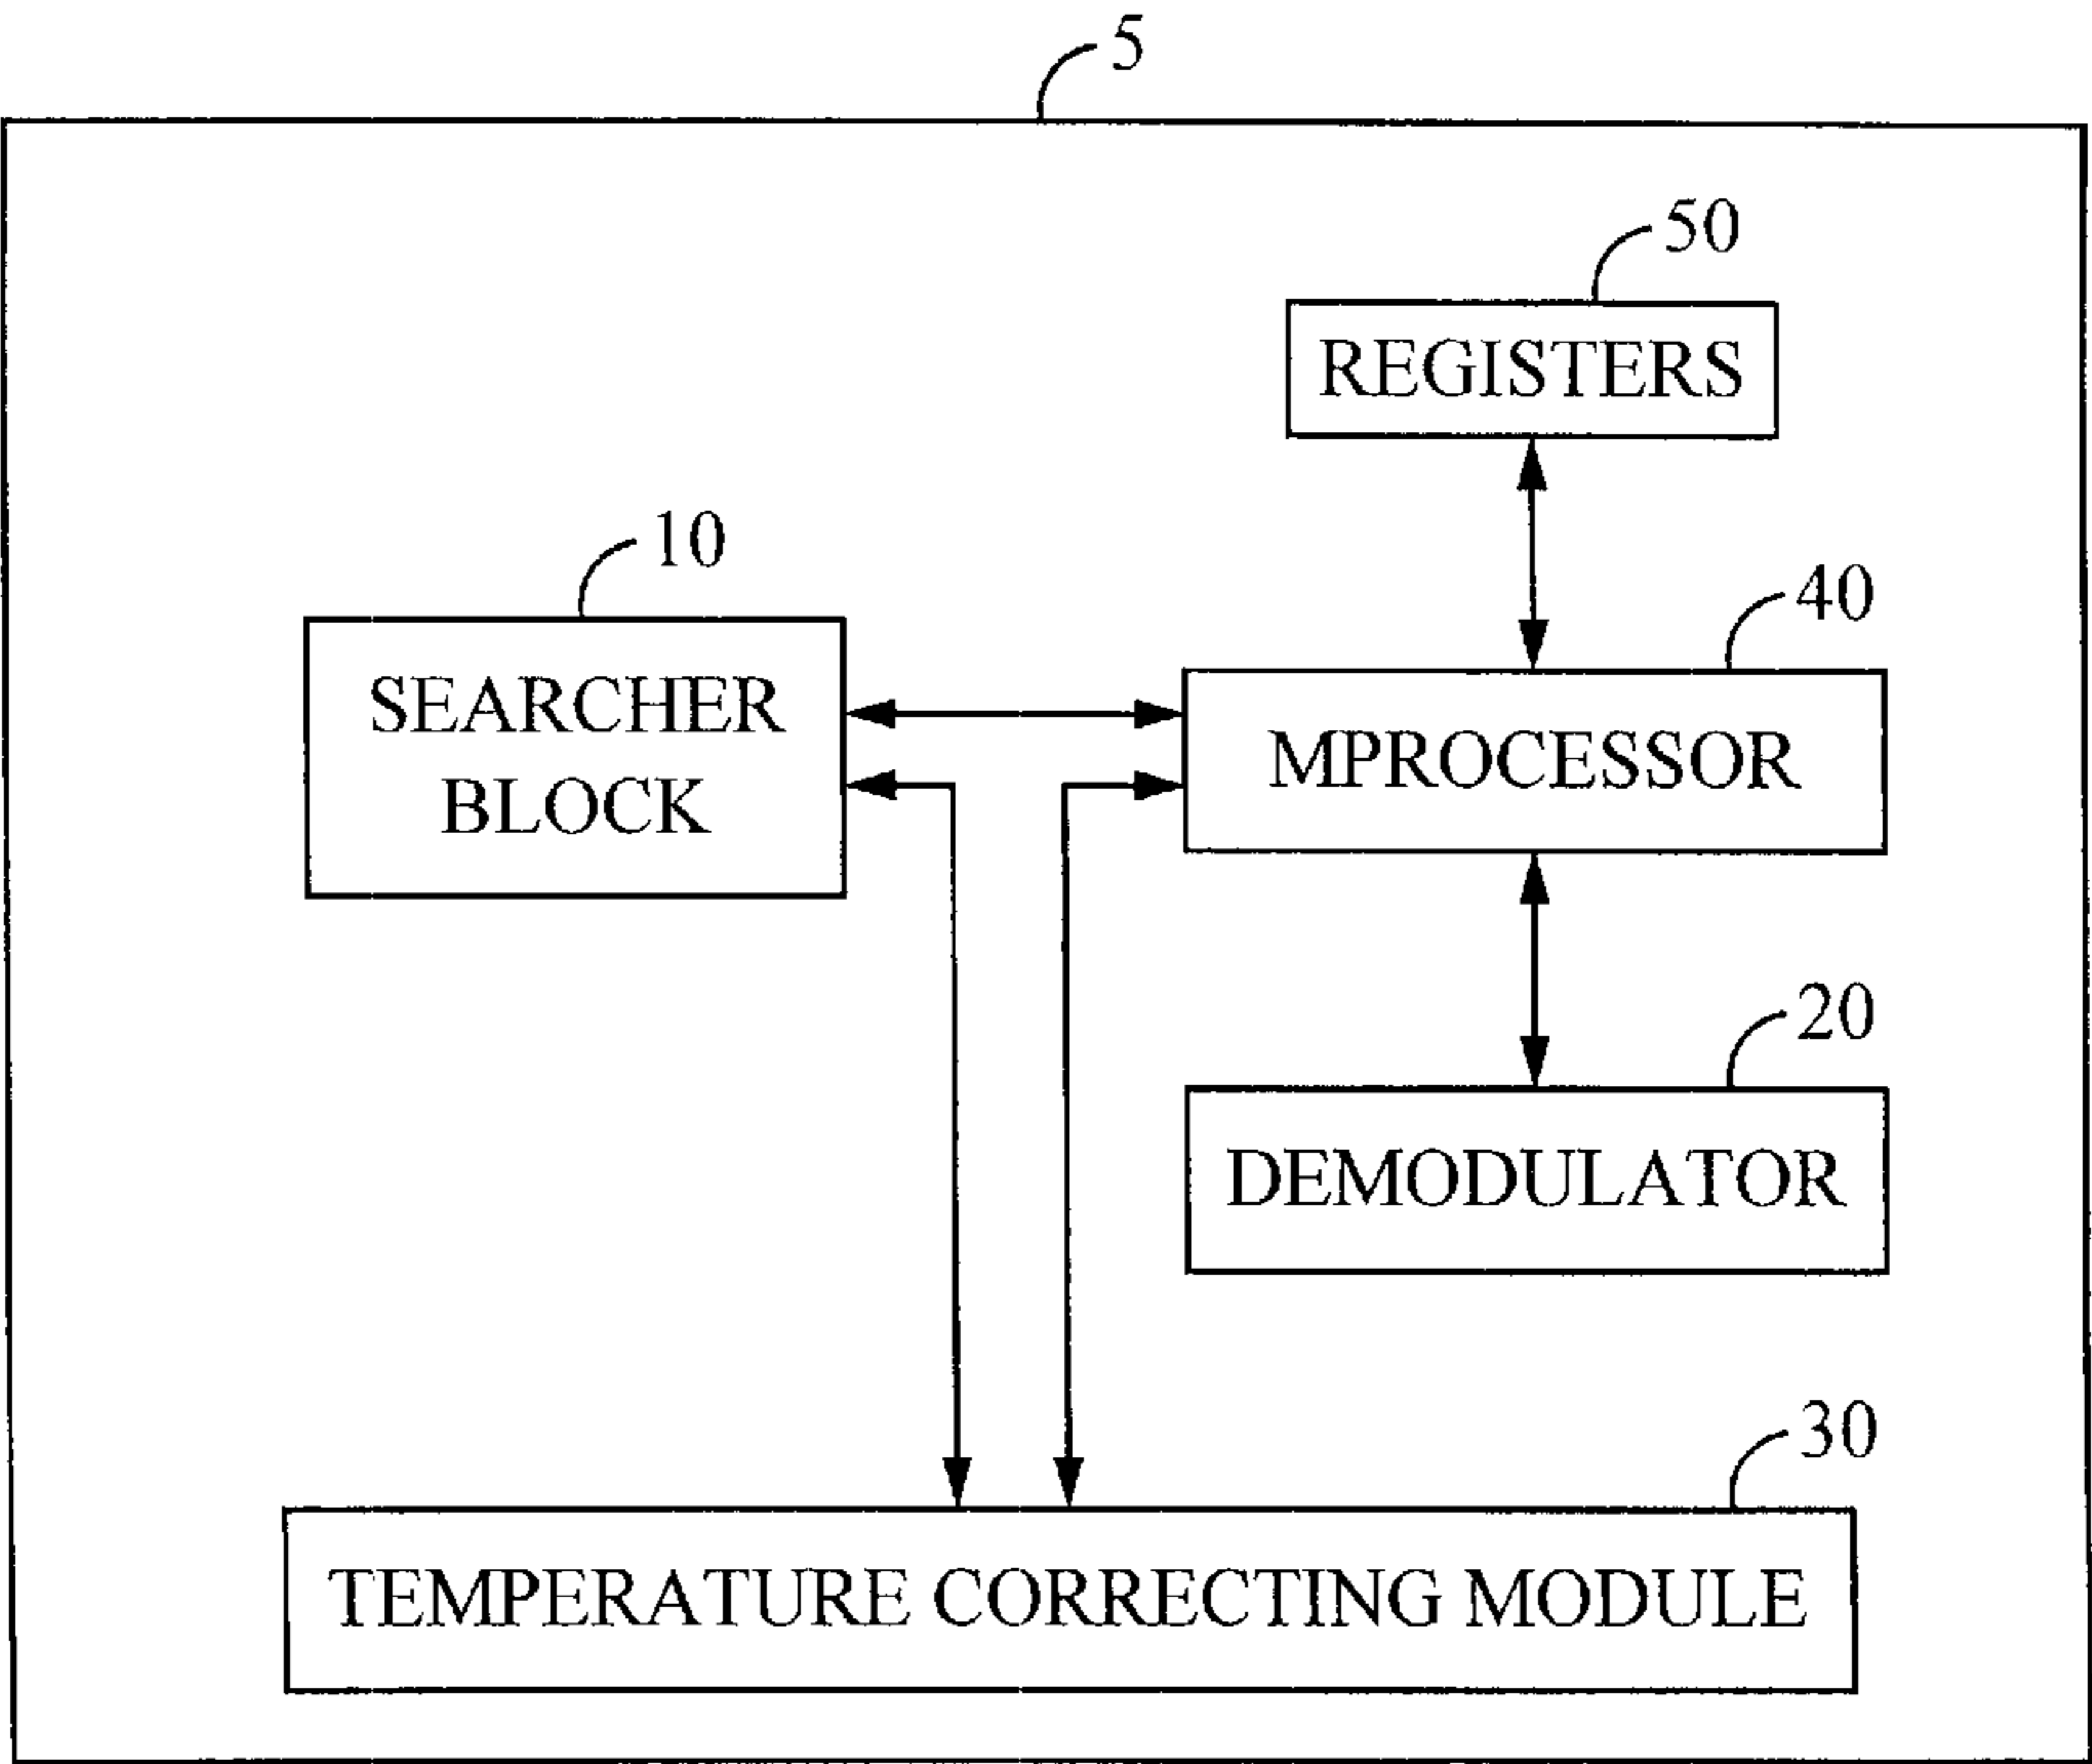 5
50
REGISTERS
10
40
SEARCHER
BLOCK
MPROCESSOR
20
DEMODULATOR
30
TEMPERATURE CORRECTING MODULE